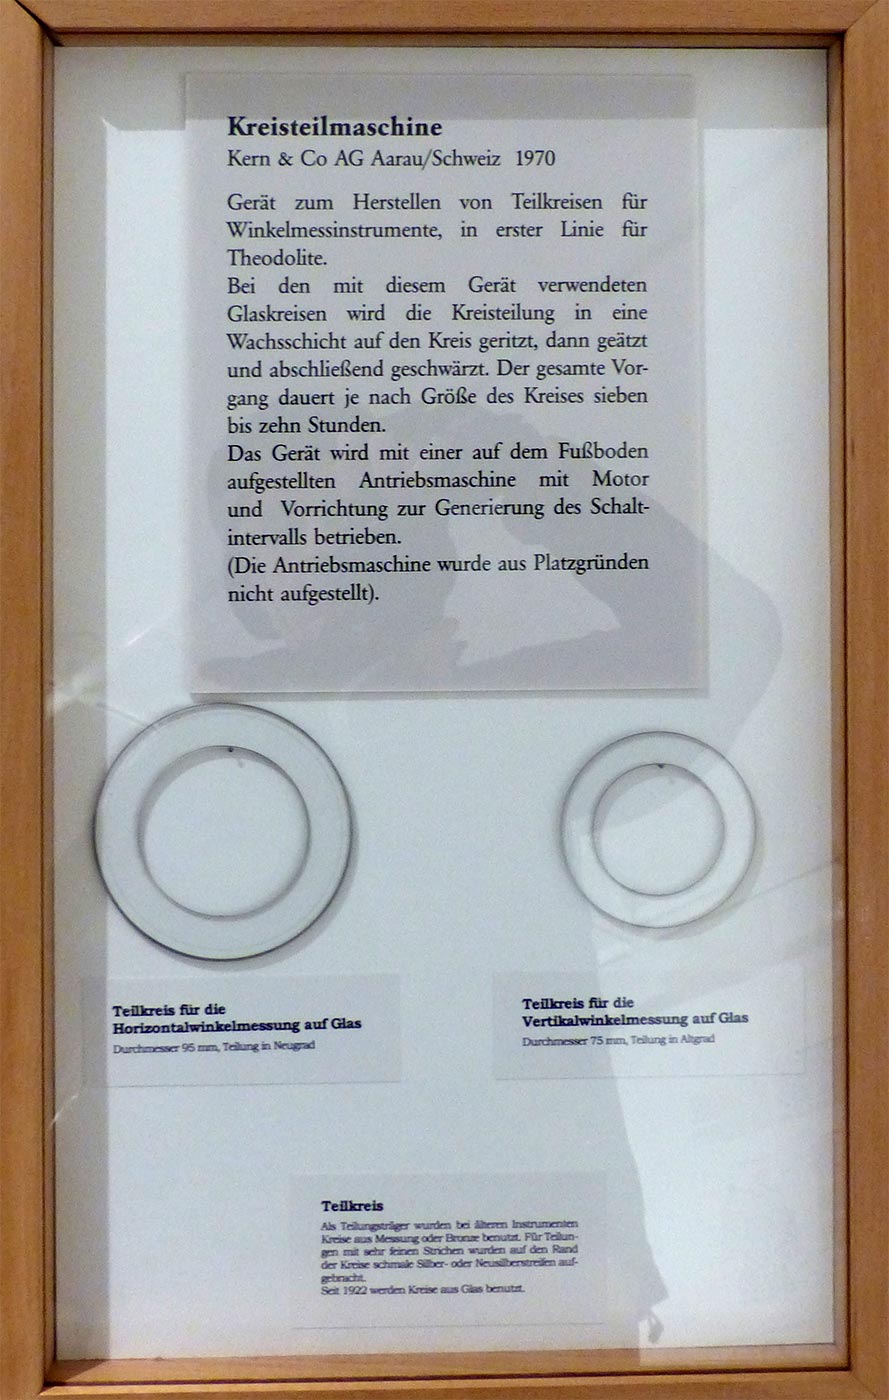 Kreisteilmaschine
Kern & Co AG Aarau/Schweiz 1970
Gerät zum Herstellen von Teilkreisen für
Winkelmessinstrumente, in erster Linie für
Theodolite.
Bei den mit diesem Gerät verwendeten
Glaskreisen wird die Kreisteilung in eine
Wachsschicht auf den Kreis geritzt, dann geätzt
und abschließend geschwärzt. Der gesamte Vor-
gang dauert je nach Größe des Kreises sieben
bis zehn Stunden.
Das Gerät wird mit einer auf dem Fußboden
aufgestellten Antriebsmaschine mit Motor
und Vorrichtung zur Generierung des Schalt-
intervalls betrieben.
(Die Antriebsmaschine wurde aus Platzgründen
nicht aufgestellt).
Teilkreis für die
Horizontalwinkelmessung auf Glas
Durchmesser 95 mm, Teilung in Neugrad
Teilkreis für die
Vertikalwinkelmessung auf Glas
Durchmesser 75 mm, Teilung in Altgrad
Teilkreis
Als Teilungsträger wurden bei älteren Instrumenten
Kreise aus Messung oder Bronze benutzt. Für Teilun-
gen mit sehr feinen Strichen wurden auf den Rand
der Kreise schmale Silber- oder Neusilberstreifen auf-
gebracht.
Seit 1922 werden Kreise aus Glas benutzt.